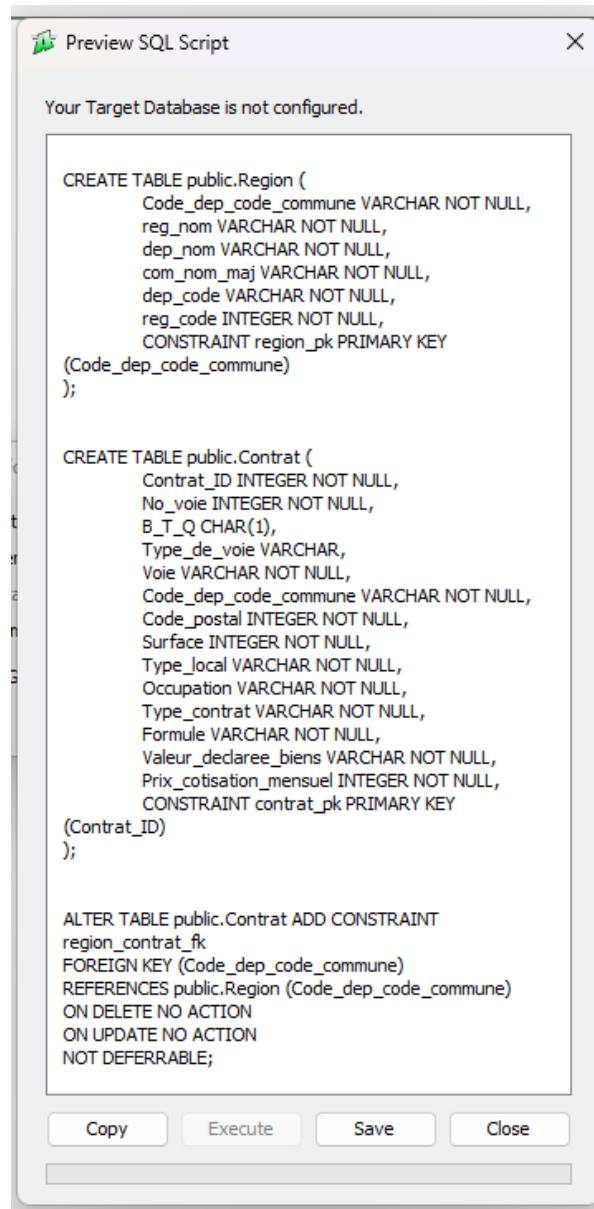 Preview SQL Script
Your Target Database is not configured.
CREATE TABLE public.Region (
Code_dep_code_commune VARCHAR NOT NULL,
reg_nom VARCHAR NOT NULL,
dep_nom VARCHAR NOT NULL,
com_nom_maj VARCHAR NOT NULL,
dep_code VARCHAR NOT NULL,
reg_code INTEGER NOT NULL,
CONSTRAINT region_pk PRIMARY KEY
(Code_dep_code_commune)
);
CREATE TABLE public.Contrat (
Contrat_ID INTEGER NOT NULL,
No_voie INTEGER NOT NULL,
B_T_Q CHAR(1),
Type_de_voie VARCHAR,
Voie VARCHAR NOT NULL,
Code_dep_code_commune VARCHAR NOT NULL,
Code_postal INTEGER NOT NULL,
Surface INTEGER NOT NULL,
Type_local VARCHAR NOT NULL,
Occupation VARCHAR NOT NULL,
Type_contrat VARCHAR NOT NULL,
Formule VARCHAR NOT NULL,
Valeur_declaree_biens VARCHAR NOT NULL,
Prix_cotisation_mensuel INTEGER NOT NULL,
CONSTRAINT contrat_pk PRIMARY KEY
(Contrat_ID)
);
ALTER TABLE public.Contrat ADD CONSTRAINT
region_contrat_fk
FOREIGN KEY (Code_dep_code_commune)
REFERENCES public.Region (Code_dep_code_commune)
ON DELETE NO ACTION
ON UPDATE NO ACTION
NOT DEFERRABLE;
Copy Execute Save Close